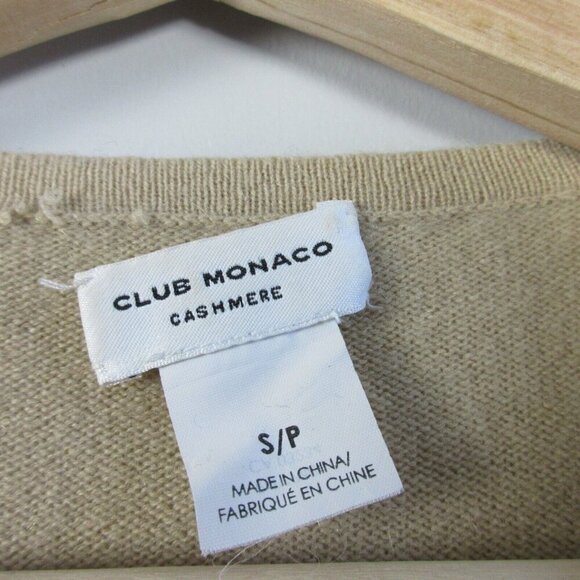 CLUB MONACO
CASHMERE
S/P
MADE IN CHINA/
FABRIQUÉ EN CHINE